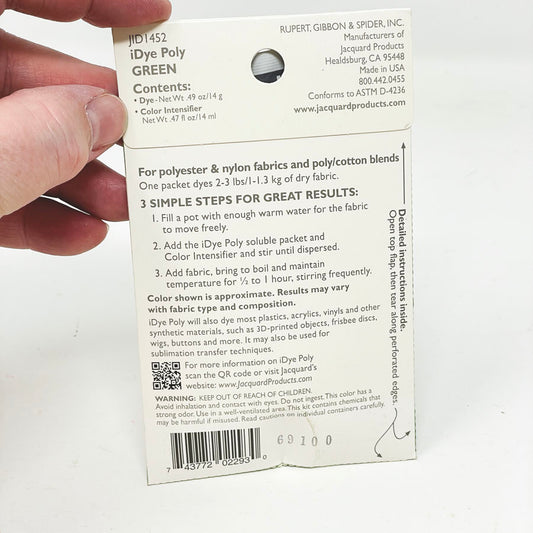 JID1452
iDye Poly
GREEN
Contents:
• Dye - Net Wt .49 oz/14 g
• Color Intensifier
Net Wt .47 fl oz/14 ml
RUPERT, GIBBON & SPIDER, INC.
Manufacturers of
Jacquard Products
Healdsburg, CA 95448
Made in USA
800.442.0455
Conforms to ASTM D-4236
www.jacquardproducts.com
For polyester & nylon fabrics and poly/cotton blends
One packet dyes 2-3 lbs/1-1.3 kg of dry fabric.
3 SIMPLE STEPS FOR GREAT RESULTS:
1. Fill a pot with enough warm water for the fabric
to move freely.
2. Add the iDye Poly soluble packet and
Color Intensifier and stir until dispersed.
3. Add fabric, bring to boil and maintain
temperature for ½ to 1 hour, stirring frequently.
Color shown is approximate. Results may vary
with fabric type and composition.
iDye Poly will also dye most plastics, acrylics, vinyls and other
synthetic materials, such as 3D-printed objects, frisbee discs,
wigs, buttons and more. It may also be used for
sublimation transfer techniques.
For more information on iDye Poly
scan the QR code or visit Jacquard's
website: www.JacquardProducts.com
WARNING: KEEP OUT OF REACH OF CHILDREN.
Avoid inhalation and contact with eyes. Do not ingest. This color has a
strong odor. Use in a well-ventilated area. This kit contains chemicals that
may be harmful if misused. Read cautions on individual containers carefully.
Detailed instructions inside.
Open top flap, then tear along perforated edges.
7 43772 02293 0
69100